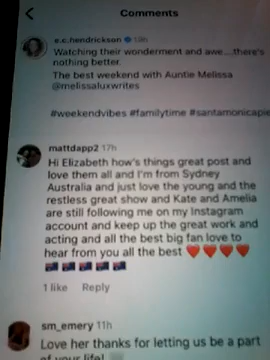 Comments
e.c.hendrickson 19h
Watching their wonderment and awe....there's
nothing better.
The best weekend with Auntie Melissa
@melissaluxwrites
#weekendvibes #familytime #santamonicapie
mattdapp2 17h
Hi Elizabeth how's things great post and
love them all and I'm from Sydney
Australia and just love the young and the
restless great show and Kate and Amelia
are still following me on my Instagram
account and keep up the great work and
acting and all the best big fan love to
hear from you all the best ❤️❤️❤️❤️
🇦🇺🇦🇺🇦🇺🇦🇺🇦🇺
1 like Reply
sm_emery 11h
Love her thanks for letting us be a part
of your life!